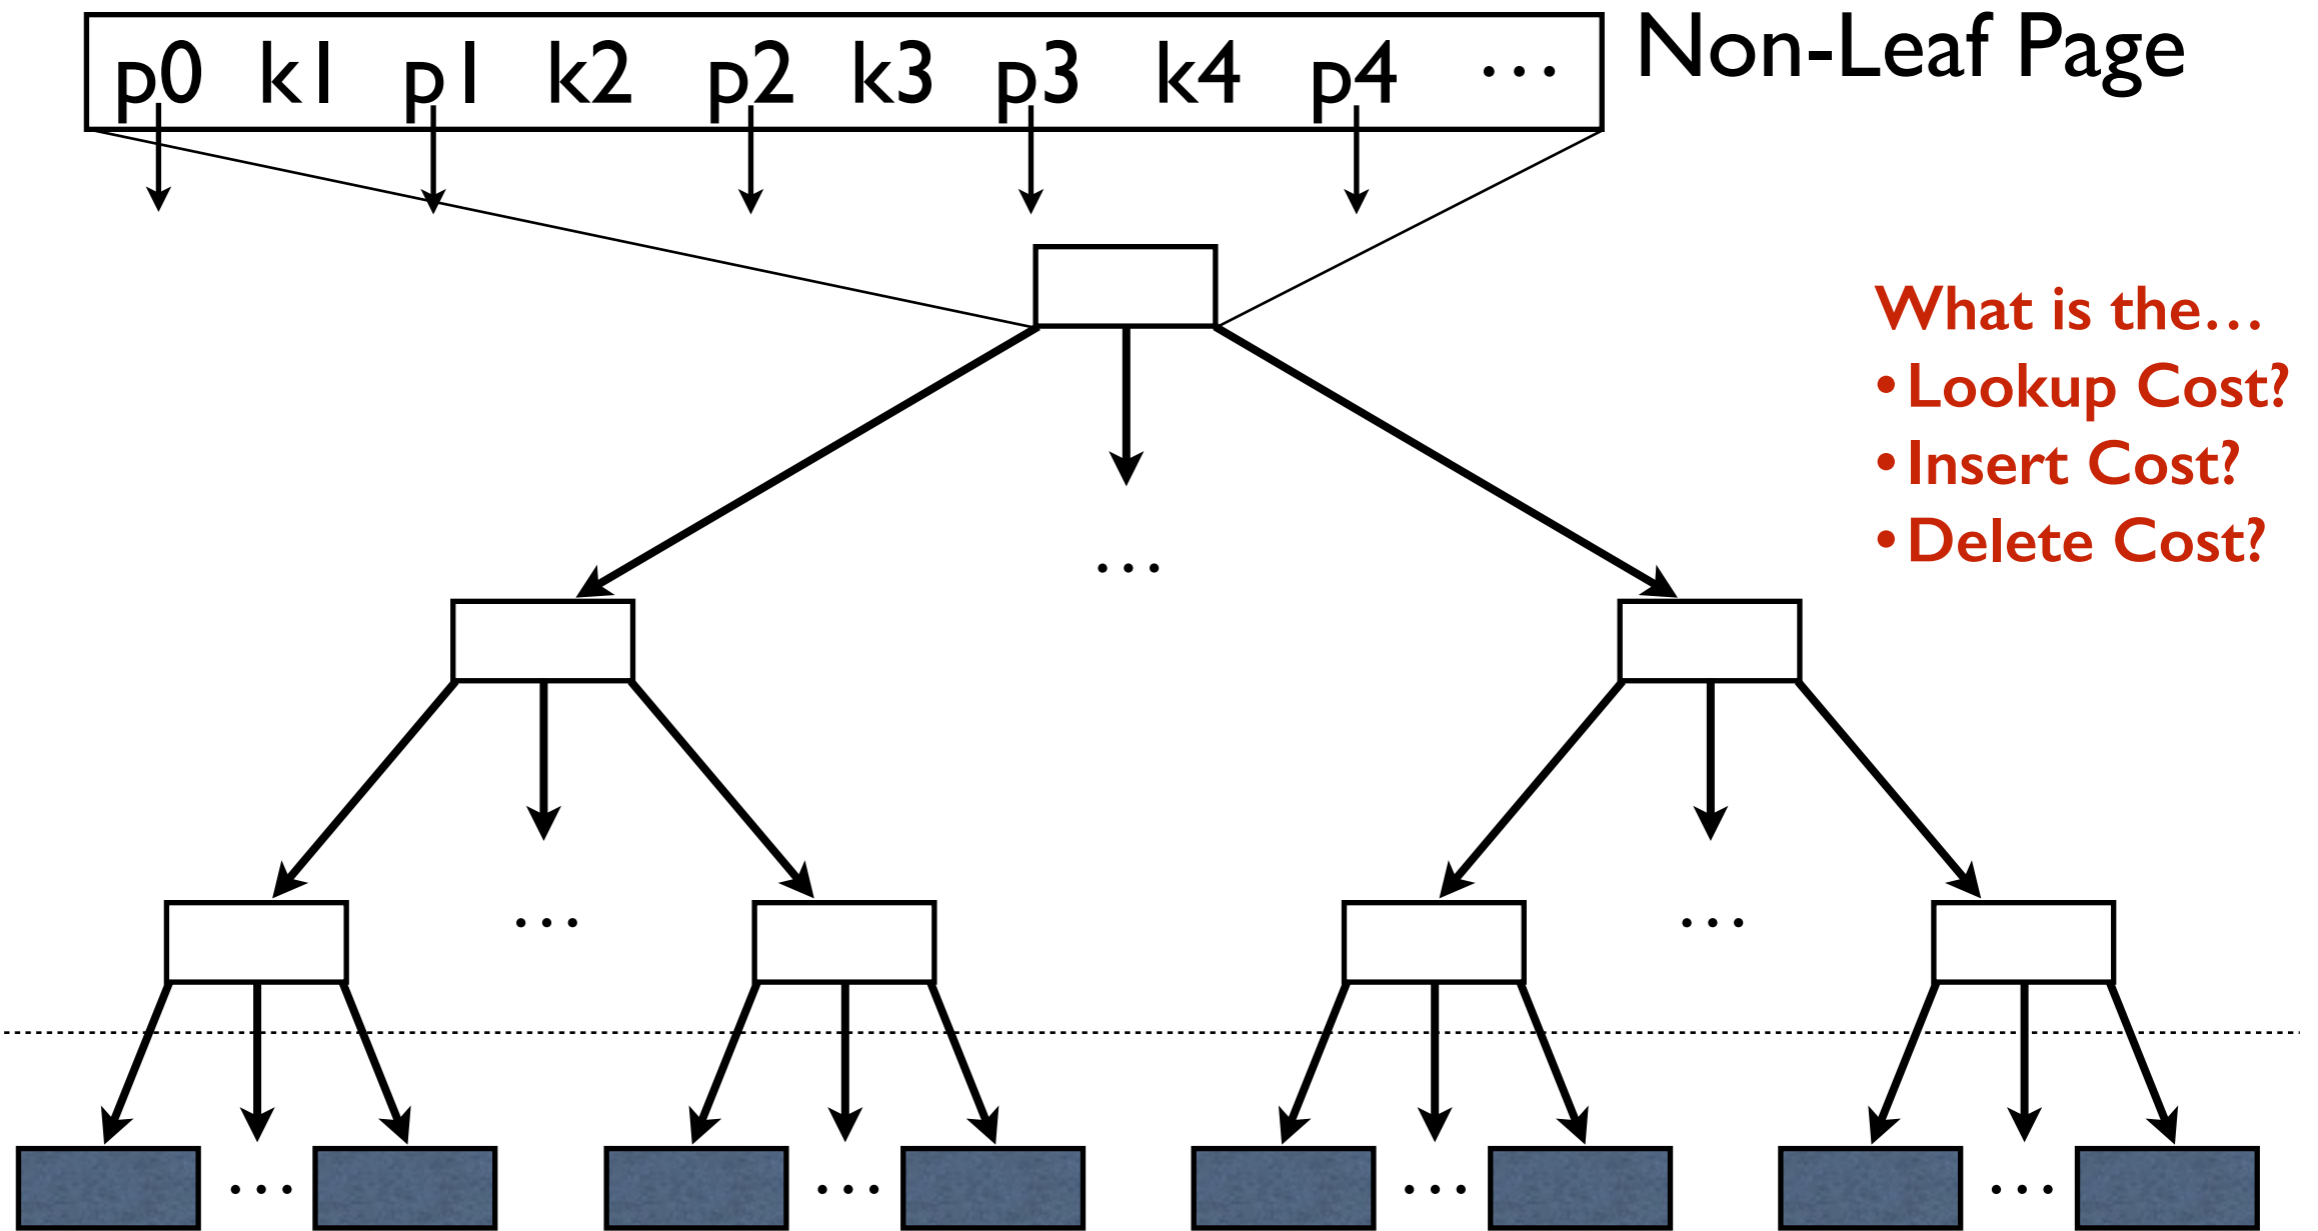 p0 k1 p1 k2 p2 k3 p3 k4 p4 ...
Non-Leaf Page
What is the...
• Lookup Cost?
• Insert Cost?
• Delete Cost?
...
... ...
... ... ... ...